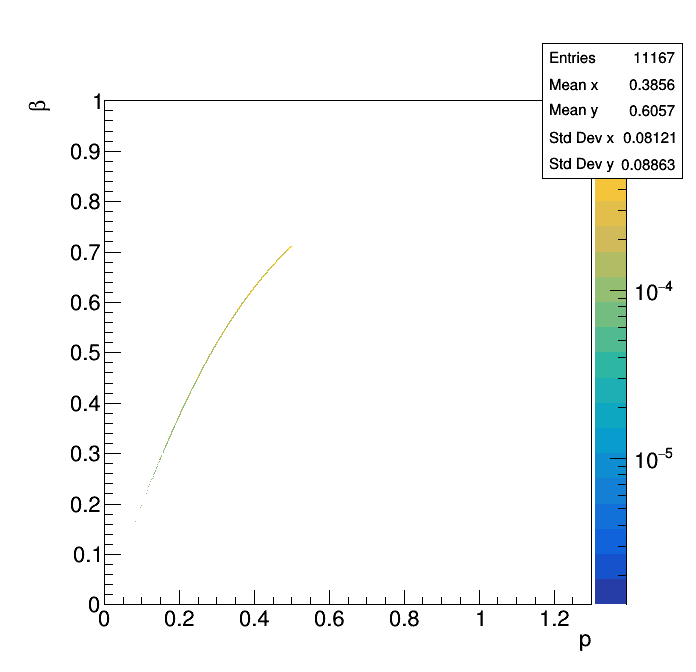 Entries 11167
Mean x 0.3856
Mean y 0.6057
Std Dev x 0.08121
Std Dev y 0.08863
β
1
0.9
0.8
0.7
0.6
0.5
0.4
0.3
0.2
0.1
0
10⁻⁴
10⁻⁵
0 0.2 0.4 0.6 0.8 1 1.2
p